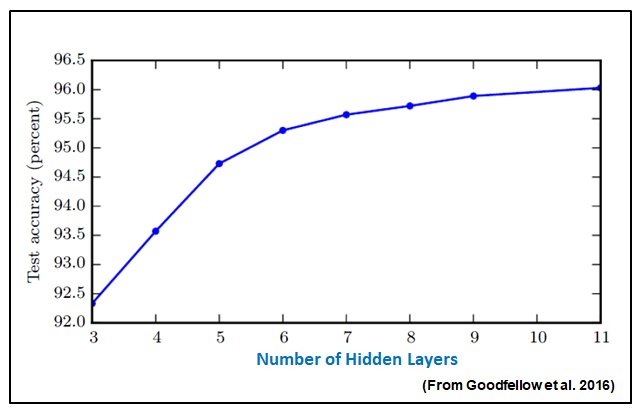 96.5
96.0
95.5
95.0
94.5
94.0
93.5
93.0
92.5
92.0
Test accuracy (percent)
3 4 5 6 7 8 9 10 11
Number of Hidden Layers
(From Goodfellow et al. 2016)